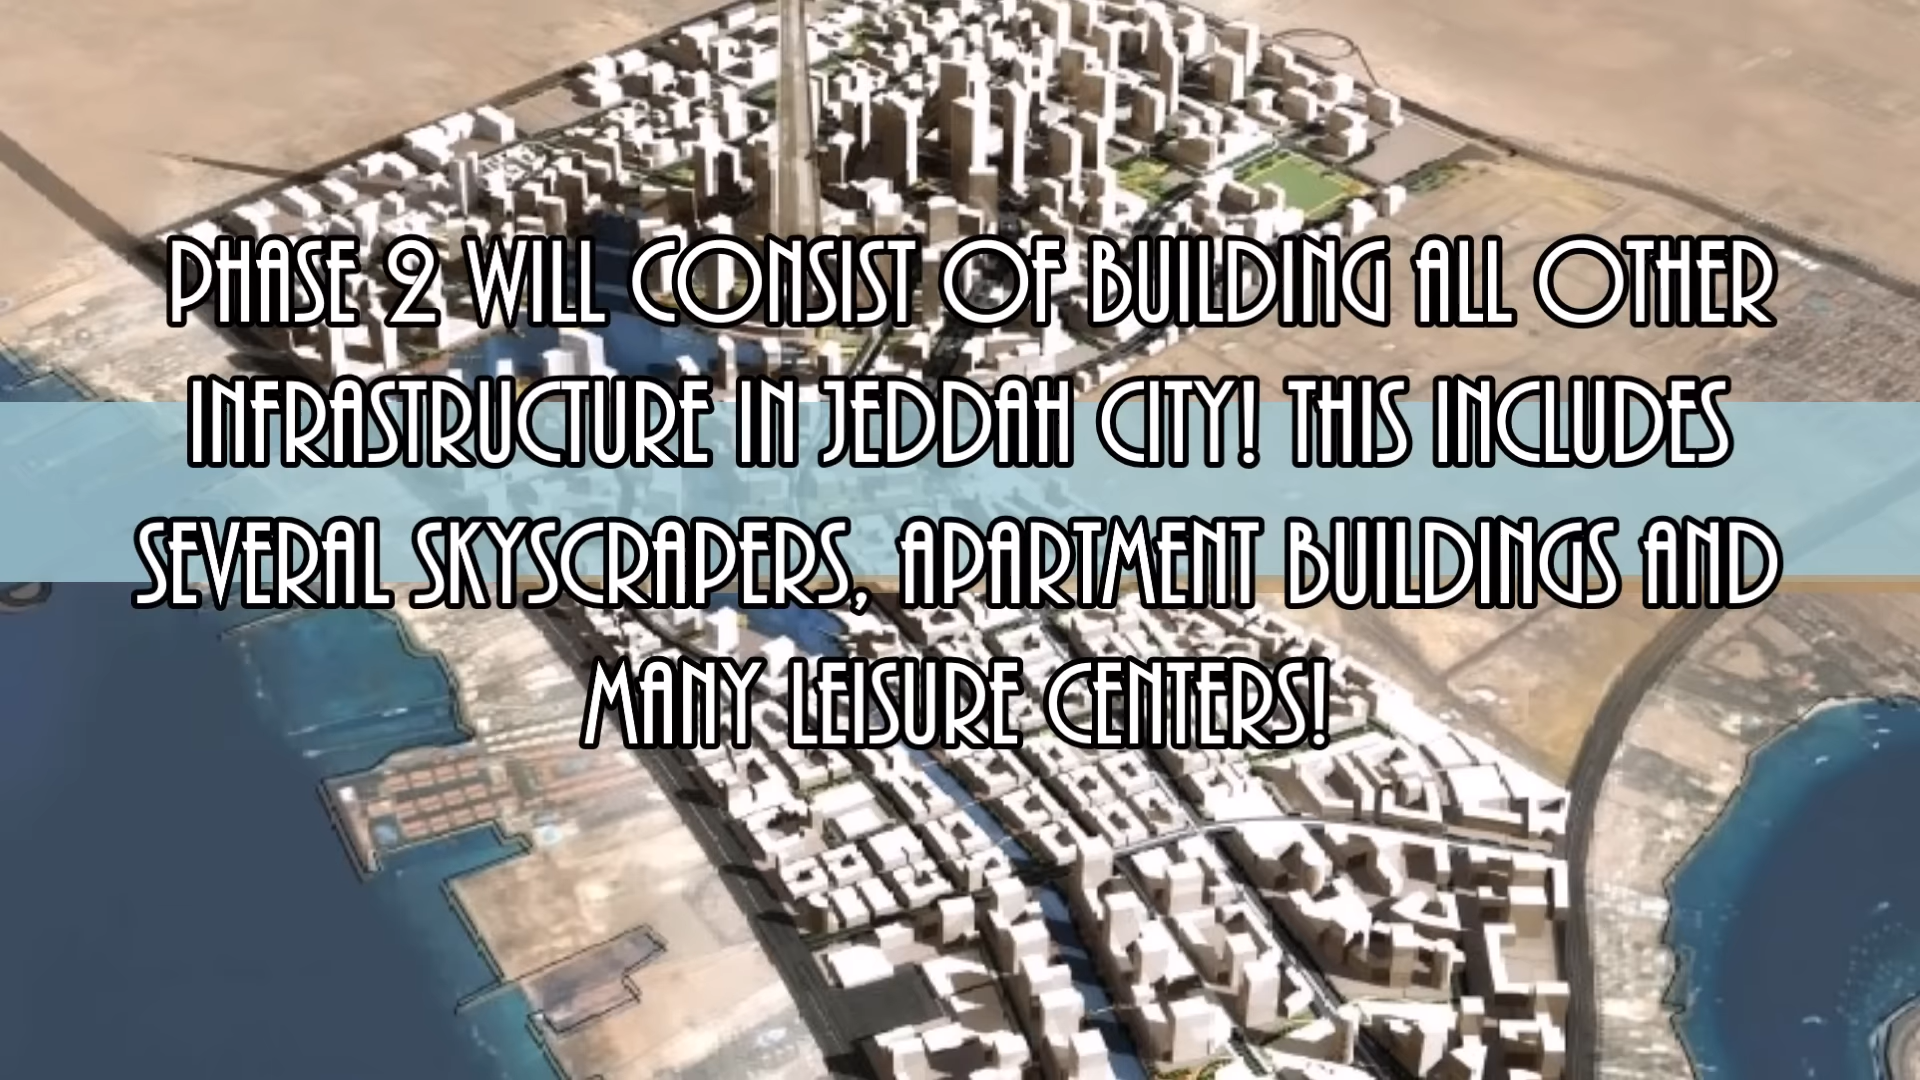 PHASE 2 WILL CONSIST OF BUILDING ALL OTHER
INFRASTRUCTURE IN JEDDAH CITY! THIS INCLUDES
SEVERAL SKYSCRAPERS, APARTMENT BUILDINGS AND
MANY LEISURE CENTERS!